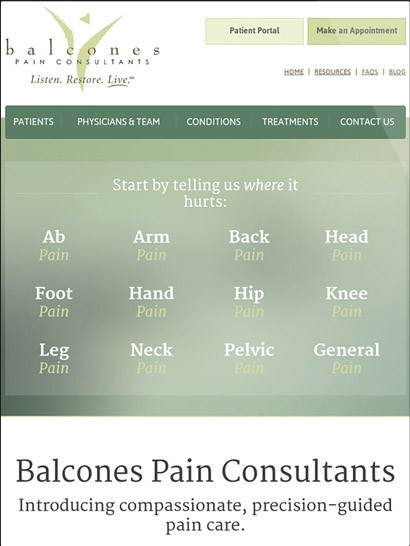 balcones
PAIN CONSULTANTS
Listen. Restore. Live.℠
Patient Portal
Make an Appointment
HOME | RESOURCES | FAQS | BLOG
PATIENTS PHYSICIANS & TEAM CONDITIONS TREATMENTS CONTACT US
Start by telling us where it
hurts:
Ab Arm Back Head
Pain Pain Pain Pain
Foot Hand Hip Knee
Pain Pain Pain Pain
Leg Neck Pelvic General
Pain Pain Pain Pain
Balcones Pain Consultants
Introducing compassionate, precision-guided
pain care.